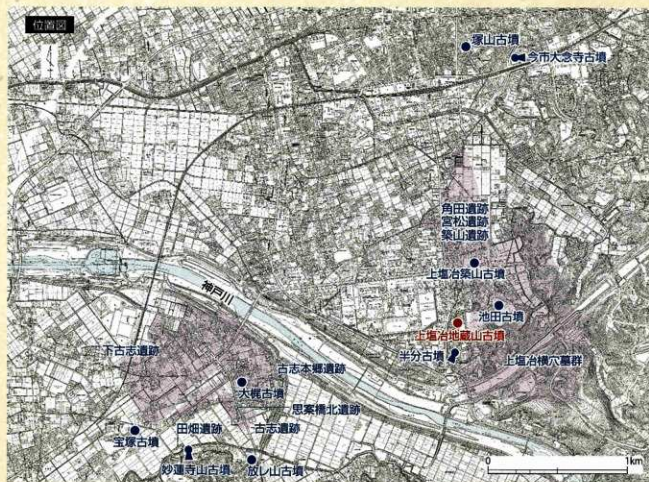 位置図
塚山古墳
今市大念寺古墳
角田遺跡
宮松遺跡
築山遺跡
上塩冶築山古墳
池田古墳
上塩冶地蔵山古墳
半分古墳
上塩冶横穴墓群
神戸川
下古志遺跡
古志本郷遺跡
大梶古墳
思案橋北遺跡
田畑遺跡
古志遺跡
宝塚古墳
妙蓮寺山古墳
放レ山古墳
0
1km